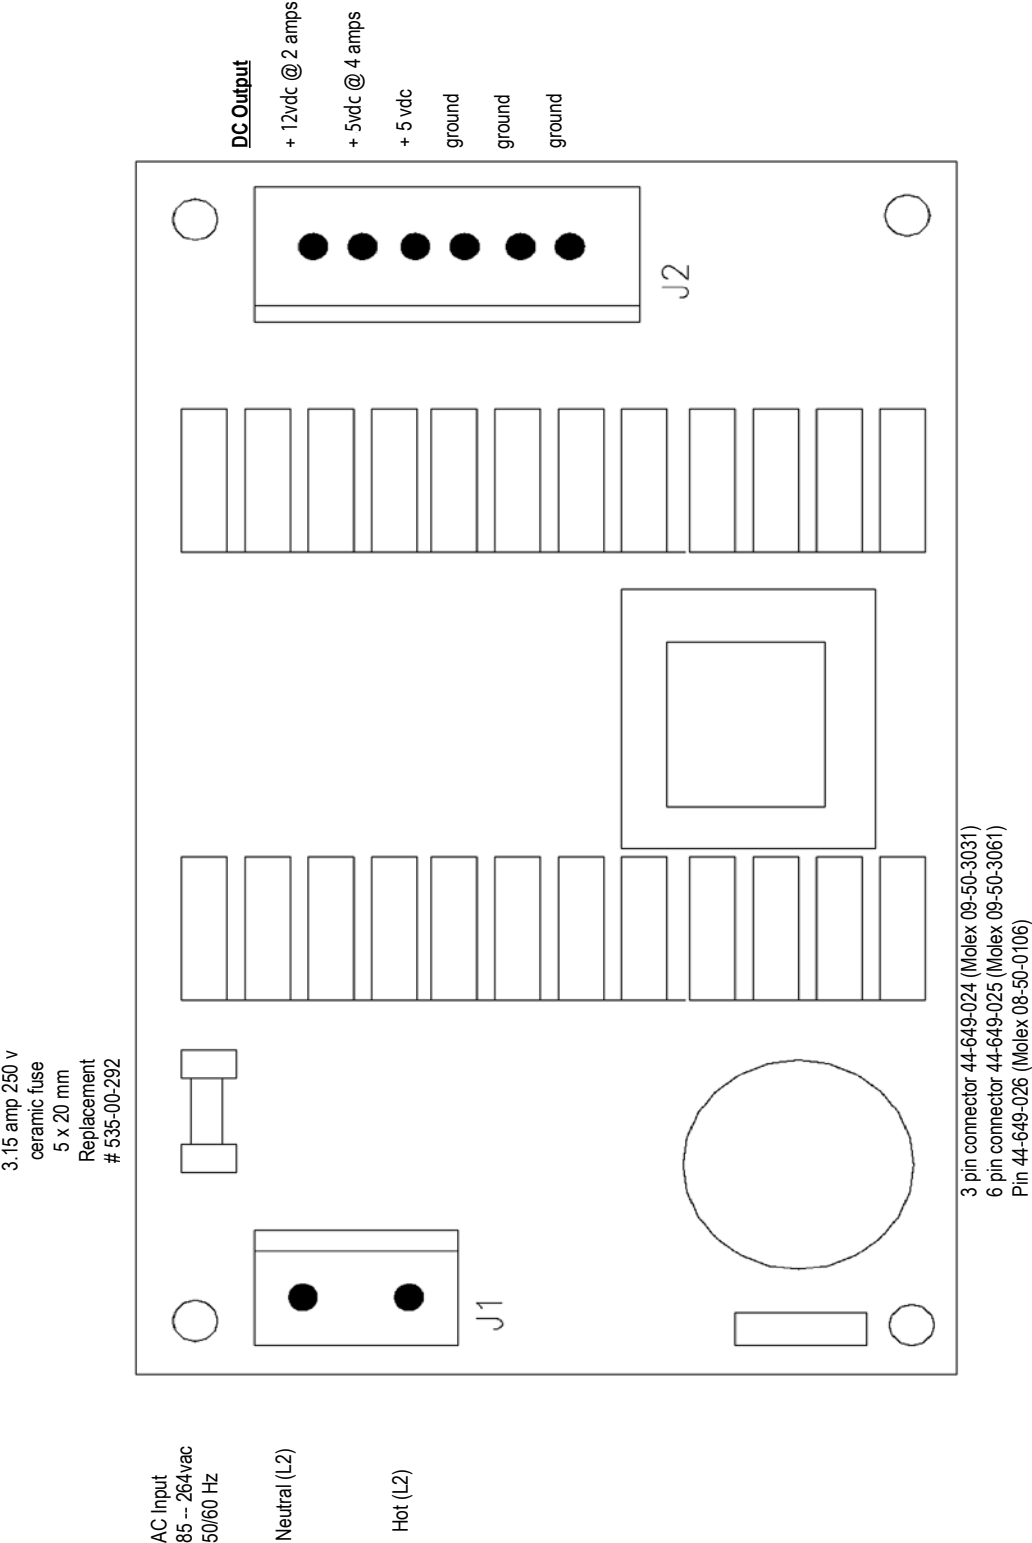 3.15 amp 250 v
ceramic fuse
5 x 20 mm
Replacement
# 535-00-292
AC Input
85 -- 264vac
50/60 Hz
Neutral (L2)
Hot (L2)
J1
J2
DC Output
+ 12vdc @ 2 amps
+ 5vdc @ 4 amps
+ 5 vdc
ground
ground
ground
3 pin connector 44-649-024 (Molex 09-50-3031)
6 pin connector 44-649-025 (Molex 09-50-3061)
Pin 44-649-026 (Molex 08-50-0106)